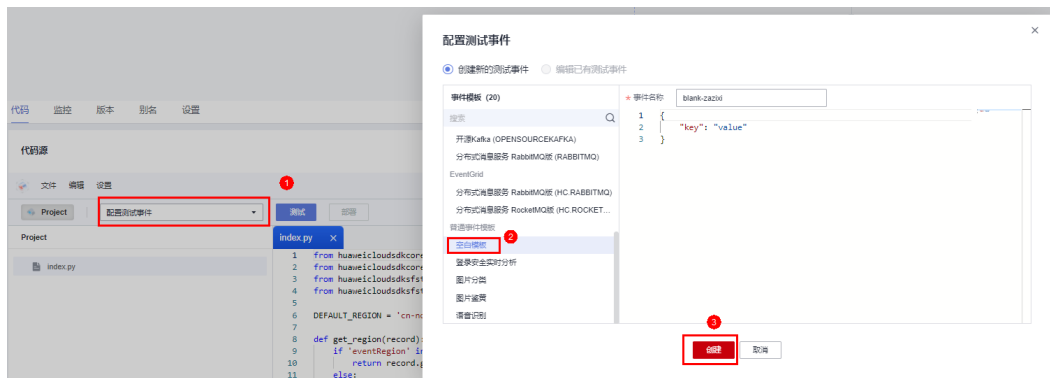 代码 监控 版本 别名 设置
代码源
文件 编辑 设置
1
Project 配置测试事件 测试 部署
Project
index.py
index.py ×
1 from huaweicloudsdkcore
2 from huaweicloudsdkcore
3 from huaweicloudsdksfst
4 from huaweicloudsdksfst
5
6 DEFAULT_REGION = 'cn-no
7
8 def get_region(record):
9 if 'eventRegion' in
10 return record.g
11 else:
配置测试事件
创建新的测试事件 编辑已有测试事件
事件模板 (20)
搜索
开源Kafka (OPENSOURCEKAFKA)
分布式消息服务 RabbitMQ版 (RABBITMQ)
EventGrid
分布式消息服务 RabbitMQ版 (HC.RABBITMQ)
分布式消息服务 RocketMQ版 (HC.ROCKET...
普通事件模板
空白模板
2
登录安全实时分析
图片分类
图片鉴黄
语音识别
* 事件名称 blank-zazixi
1 {
2 "key": "value"
3 }
3
创建 取消